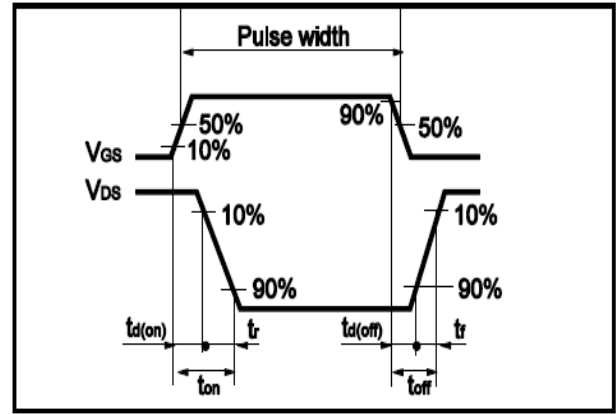 Pulse width
90%
50%
50%
VGS
10%
VDS
10%
10%
90%
90%
td(on)
tr
td(off)
tf
ton
toff